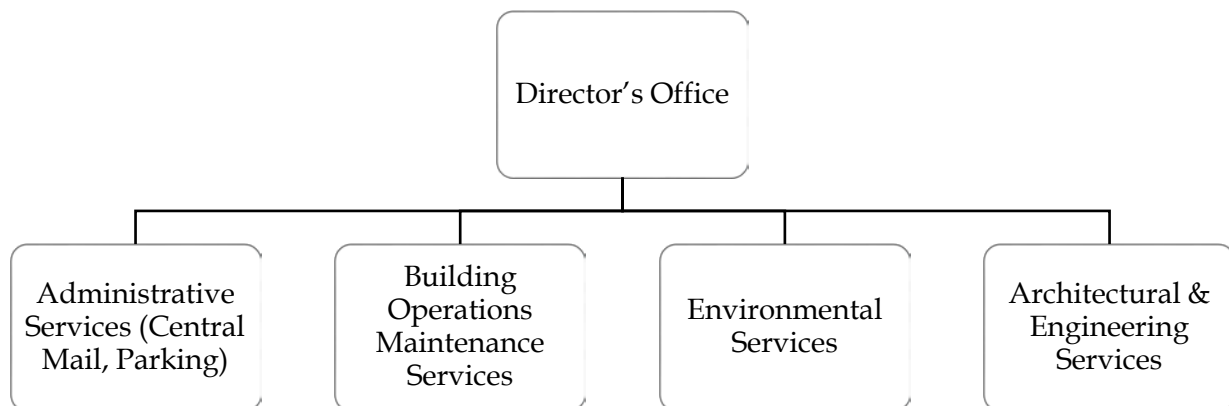 Director’s Office
Administrative
Services (Central
Mail, Parking)
Building
Operations
Maintenance
Services
Environmental
Services
Architectural &
Engineering
Services